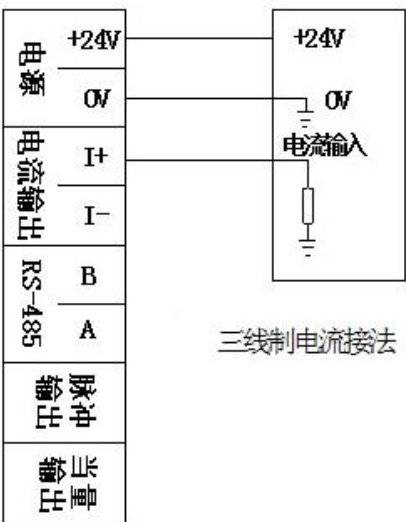 电源
+24V
0V
电流输出
I+
I-
RS-485
B
A
脉冲
输出
当量
输出
+24V
0V
电流输入
三线制电流接法